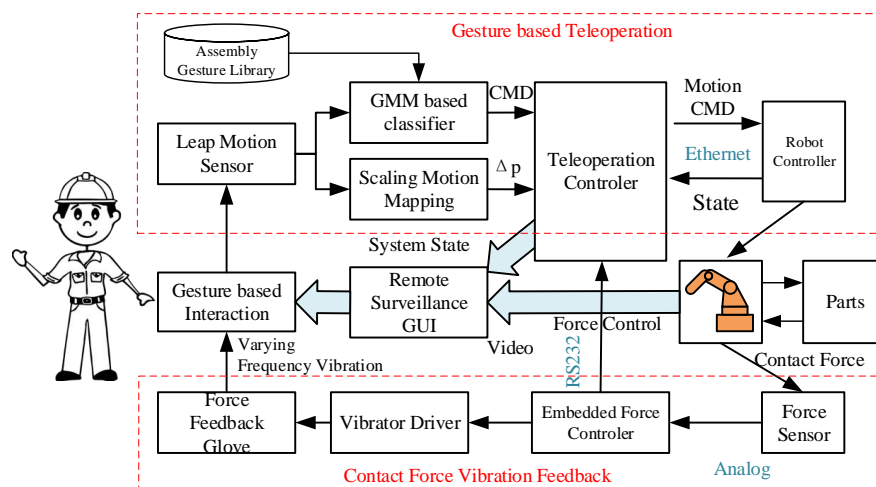 Gesture based Teleoperation
Assembly
Gesture Library
GMM based
classifier
CMD
Motion
CMD
Leap Motion
Sensor
Teleoperation
Controler
Ethernet
Robot
Controller
Scaling Motion
Mapping
Δ p
State
System State
Gesture based
Interaction
Remote
Surveillance
GUI
Parts
Force Control
Video
RS232
Varying
Frequency Vibration
Contact Force
Force
Feedback
Glove
Vibrator Driver
Embedded Force
Controler
Force
Sensor
Contact Force Vibration Feedback
Analog